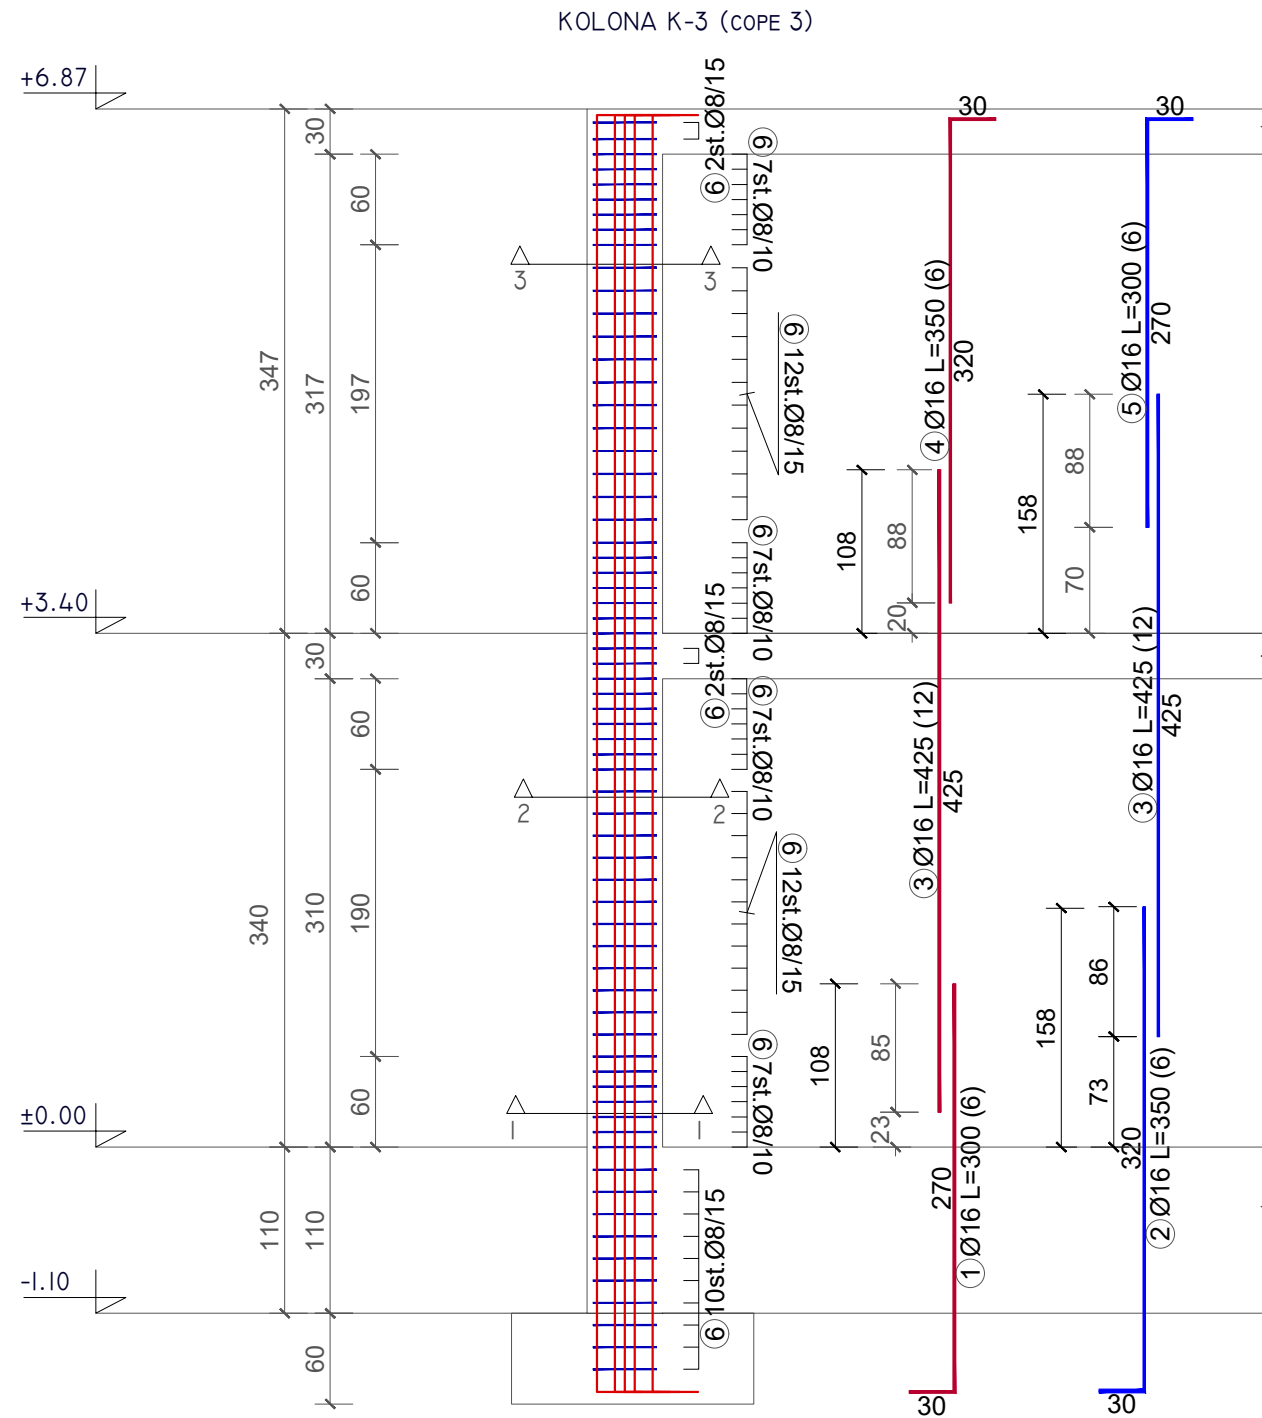 KOLONA K-3 (COPE 3)
+6.87
30
60
347
317
197
60
+3.40
30
60
340
310
190
60
±0.00
110
110
-1.10
60
3
3
2
2
1
1
6 2st.Ø8/15
6 7st.Ø8/10
6 12st.Ø8/15
6 7st.Ø8/10
6 2st.Ø8/15
6 7st.Ø8/10
6 12st.Ø8/15
6 7st.Ø8/10
6 10st.Ø8/15
30
4 Ø16 L=350 (6)
320
108
88
20
3 Ø16 L=425 (12)
425
108
85
23
270
1 Ø16 L=300 (6)
30
30
5 Ø16 L=300 (6)
270
158
88
70
3 Ø16 L=425 (12)
425
158
86
73
320
2 Ø16 L=350 (6)
30